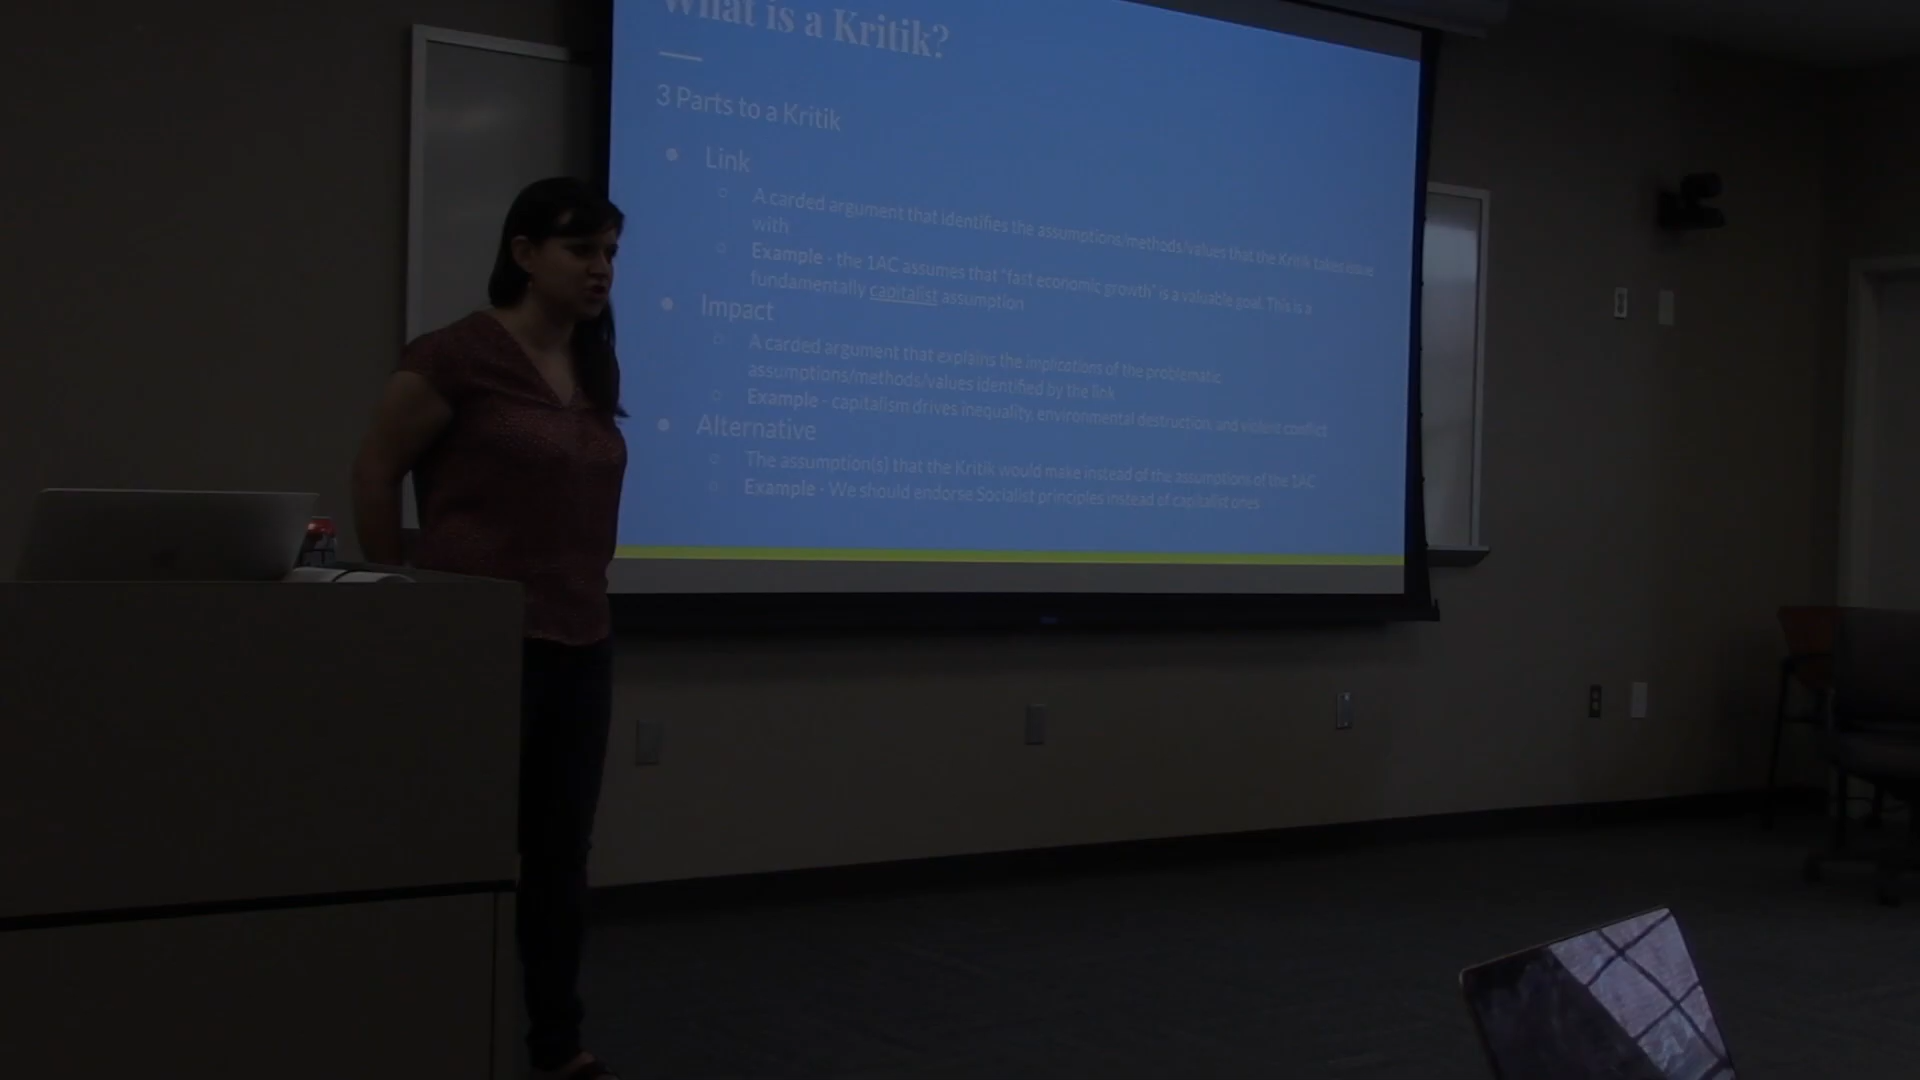 What is a Kritik?
3 Parts to a Kritik
● Link
○ A carded argument that identifies the assumptions/methods/values that the Kritik takes issue
with
○ Example - the 1AC assumes that "fast economic growth" is a valuable goal. This is a
fundamentally capitalist assumption
● Impact
○ A carded argument that explains the implications of the problematic
assumptions/methods/values identified by the link
○ Example - capitalism drives inequality, environmental destruction, and violent conflict
● Alternative
○ The assumption(s) that the Kritik would make instead of the assumptions of the 1AC
○ Example - We should endorse Socialist principles instead of capitalist ones